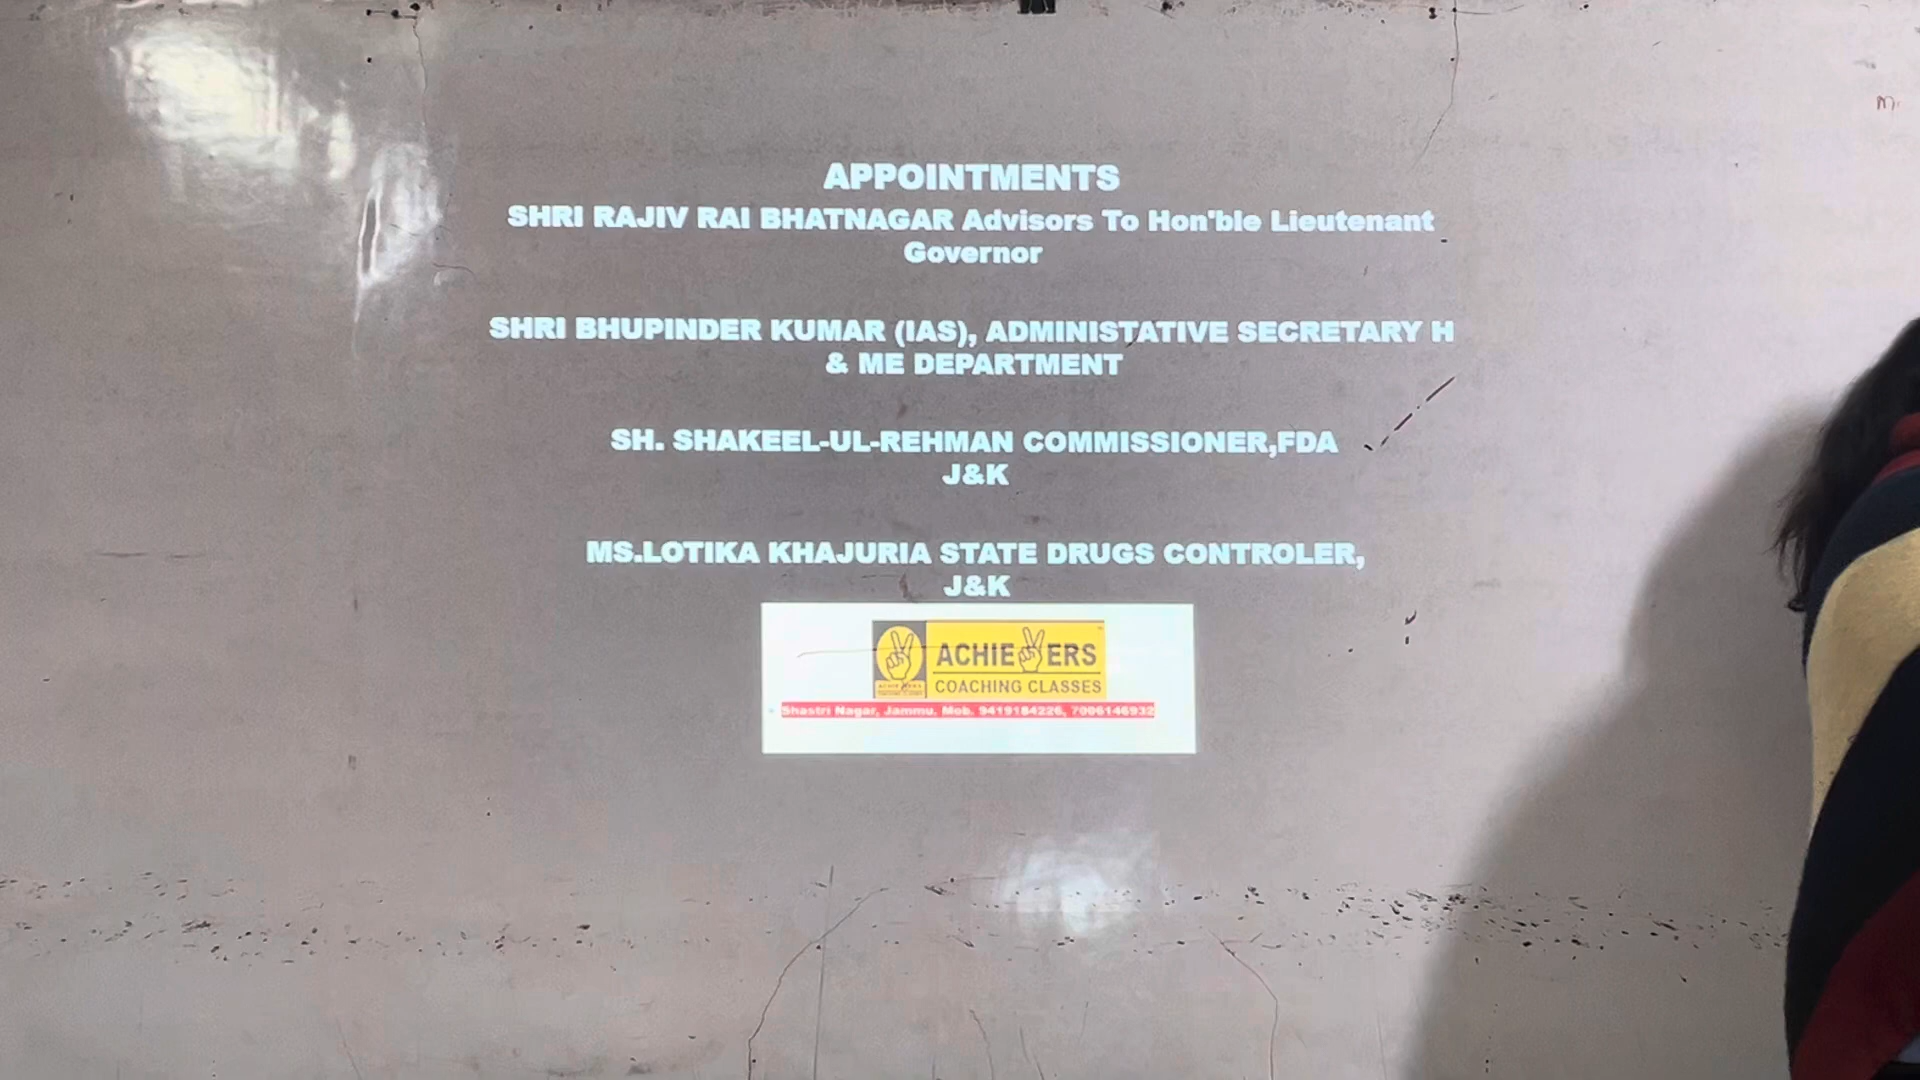 APPOINTMENTS
SHRI RAJIV RAI BHATNAGAR Advisors To Hon'ble Lieutenant
Governor
SHRI BHUPINDER KUMAR (IAS), ADMINISTATIVE SECRETARY H
& ME DEPARTMENT
SH. SHAKEEL-UL-REHMAN COMMISSIONER,FDA
J&K
MS.LOTIKA KHAJURIA STATE DRUGS CONTROLER,
J&K
ACHIEVERS
COACHING CLASSES
Shastri Nagar, Jammu. Mob. 9419184226, 7006146932